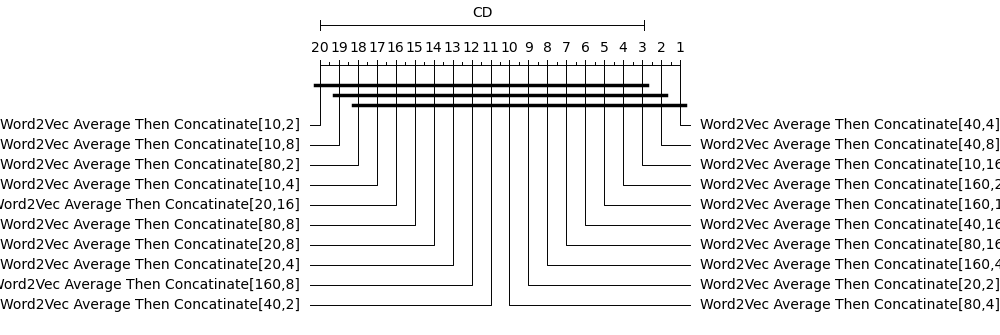 CD
20 19 18 17 16 15 14 13 12 11 10 9 8 7 6 5 4 3 2 1
Word2Vec Average Then Concatinate[10,2]
Word2Vec Average Then Concatinate[40,4]
Word2Vec Average Then Concatinate[10,8]
Word2Vec Average Then Concatinate[40,8]
Word2Vec Average Then Concatinate[80,2]
Word2Vec Average Then Concatinate[10,16
Word2Vec Average Then Concatinate[10,4]
Word2Vec Average Then Concatinate[160,2
Word2Vec Average Then Concatinate[20,16]
Word2Vec Average Then Concatinate[160,1
Word2Vec Average Then Concatinate[80,8]
Word2Vec Average Then Concatinate[40,16
Word2Vec Average Then Concatinate[20,8]
Word2Vec Average Then Concatinate[80,16
Word2Vec Average Then Concatinate[20,4]
Word2Vec Average Then Concatinate[160,4
Word2Vec Average Then Concatinate[160,8]
Word2Vec Average Then Concatinate[20,2]
Word2Vec Average Then Concatinate[40,2]
Word2Vec Average Then Concatinate[80,4]